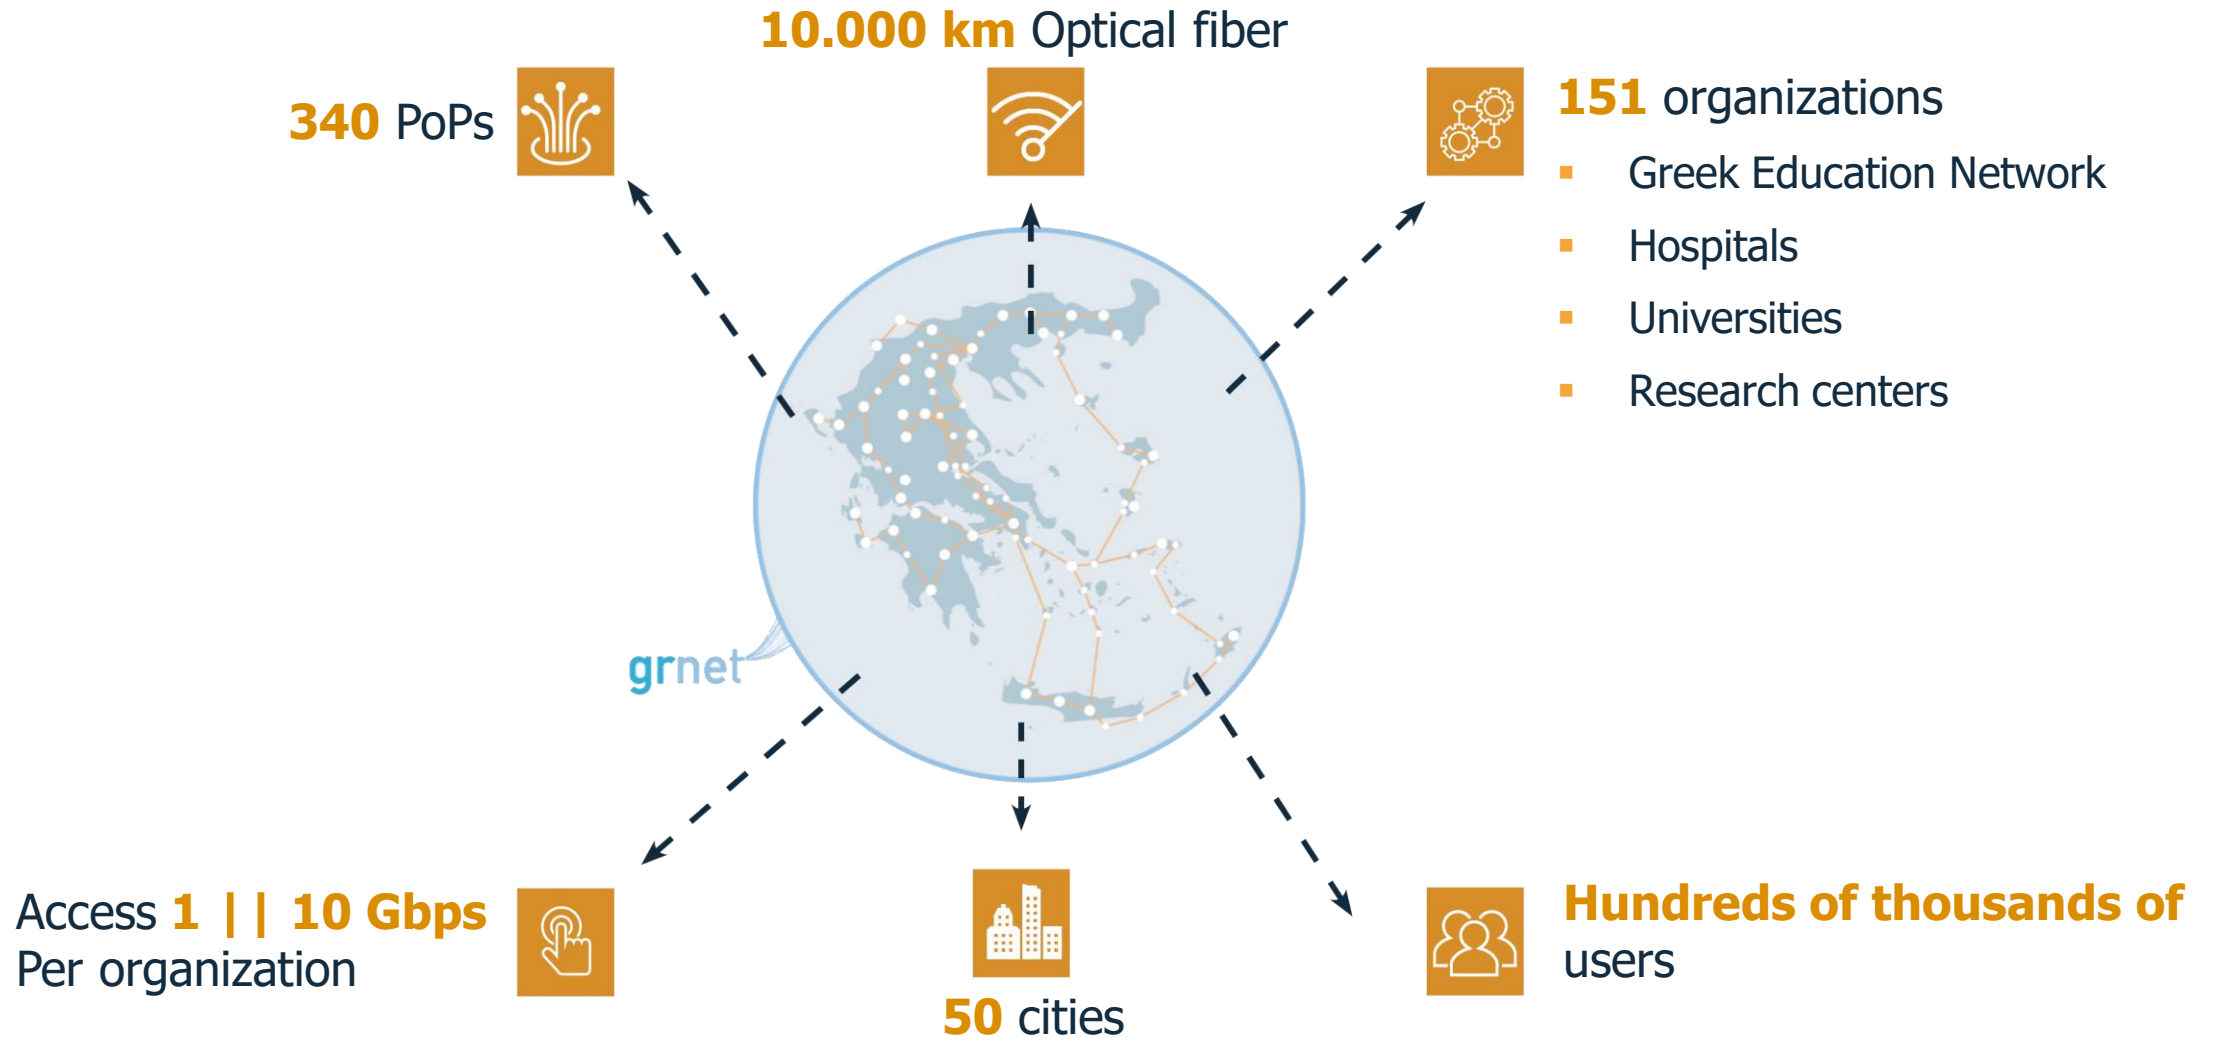 10.000 km Optical fiber
340 PoPs
151 organizations
▪ Greek Education Network
▪ Hospitals
▪ Universities
▪ Research centers
grnet
Access 1 || 10 Gbps
Per organization
50 cities
Hundreds of thousands of
users